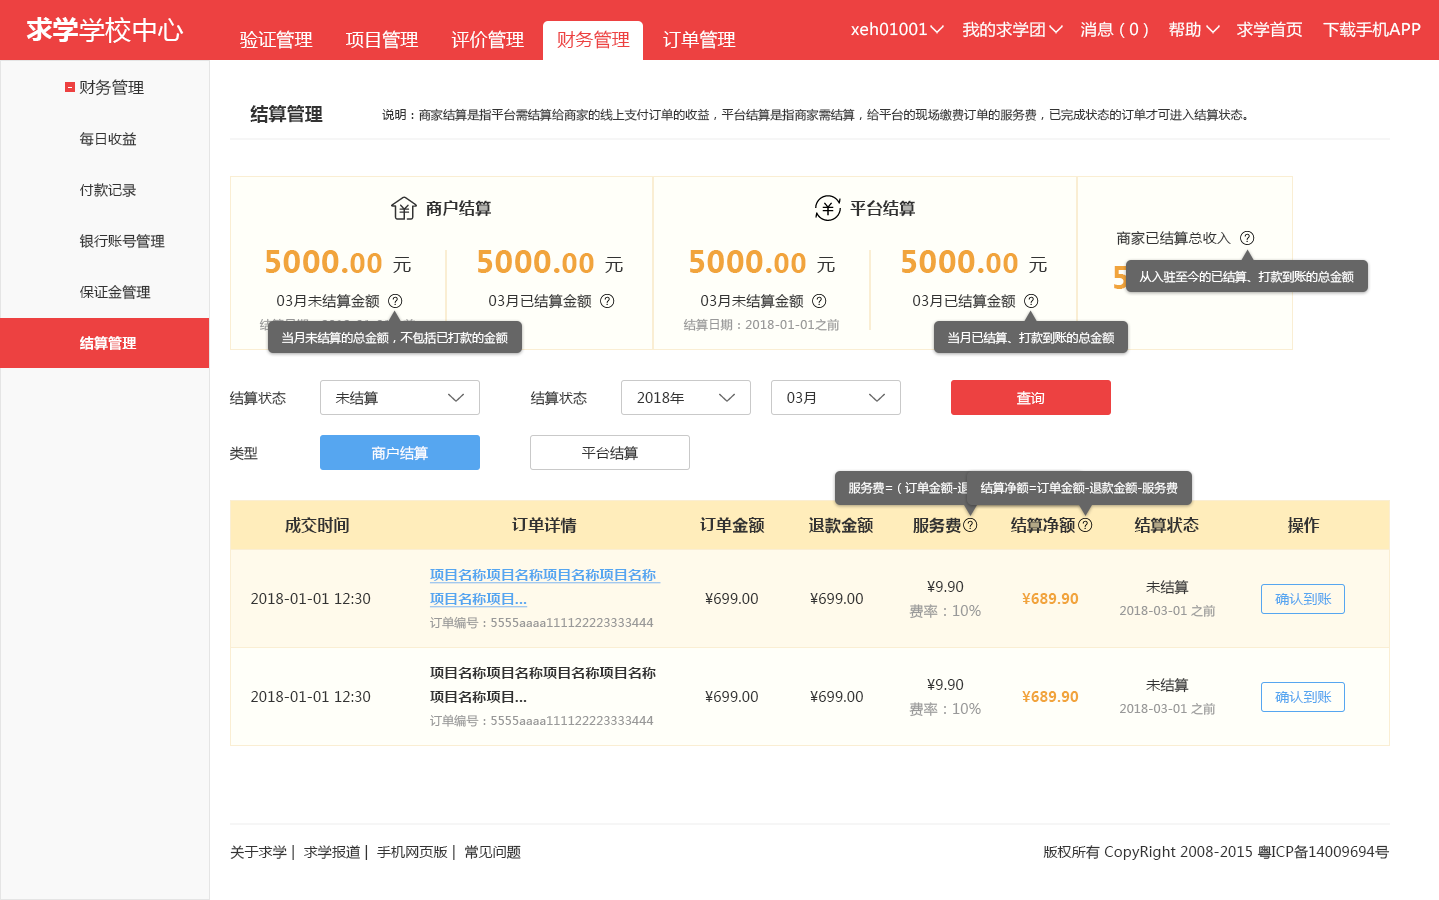 求学学校中心
验证管理 项目管理 评价管理 财务管理 订单管理
xeh01001 我的求学团 消息（0） 帮助 求学首页 下载手机APP
财务管理
每日收益
付款记录
银行账号管理
保证金管理
结算管理
结算管理
说明：商家结算是指平台需结算给商家的线上支付订单的收益，平台结算是指商家需结算，给平台的现场缴费订单的服务费，已完成状态的订单才可进入结算状态。
商户结算
5000.00 元
03月未结算金额 ?
当月未结算的总金额，不包括已打款的金额
5000.00 元
03月已结算金额 ?
平台结算
5000.00 元
03月未结算金额 ?
结算日期：2018-01-01之前
5000.00 元
03月已结算金额 ?
当月已结算、打款到账的总金额
商家已结算总收入 ?
5
从入驻至今的已结算、打款到账的总金额
结算状态 未结算 结算状态 2018年 03月 查询
类型 商户结算 平台结算
服务费=（订单金额-退
结算净额=订单金额-退款金额-服务费
成交时间 订单详情 订单金额 退款金额 服务费? 结算净额? 结算状态 操作
2018-01-01 12:30
项目名称项目名称项目名称项目名称
项目名称项目...
订单编号：5555aaaa111122223333444
¥699.00 ¥699.00
¥9.90
费率：10%
¥689.90
未结算
2018-03-01 之前
确认到账
2018-01-01 12:30
项目名称项目名称项目名称项目名称
项目名称项目...
订单编号：5555aaaa111122223333444
¥699.00 ¥699.00
¥9.90
费率：10%
¥689.90
未结算
2018-03-01 之前
确认到账
关于求学 | 求学报道 | 手机网页版 | 常见问题
版权所有 CopyRight 2008-2015 粤ICP备14009694号